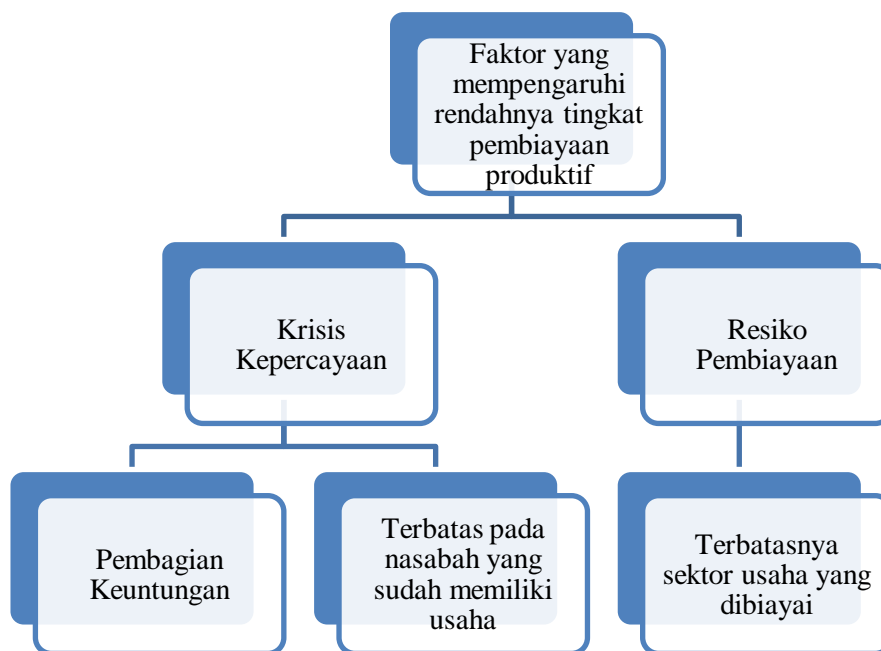 Faktor yang
mempengaruhi
rendahnya tingkat
pembiayaan
produktif
Krisis
Kepercayaan
Resiko
Pembiayaan
Pembagian
Keuntungan
Terbatas pada
nasabah yang
sudah memiliki
usaha
Terbatasnya
sektor usaha yang
dibiayai